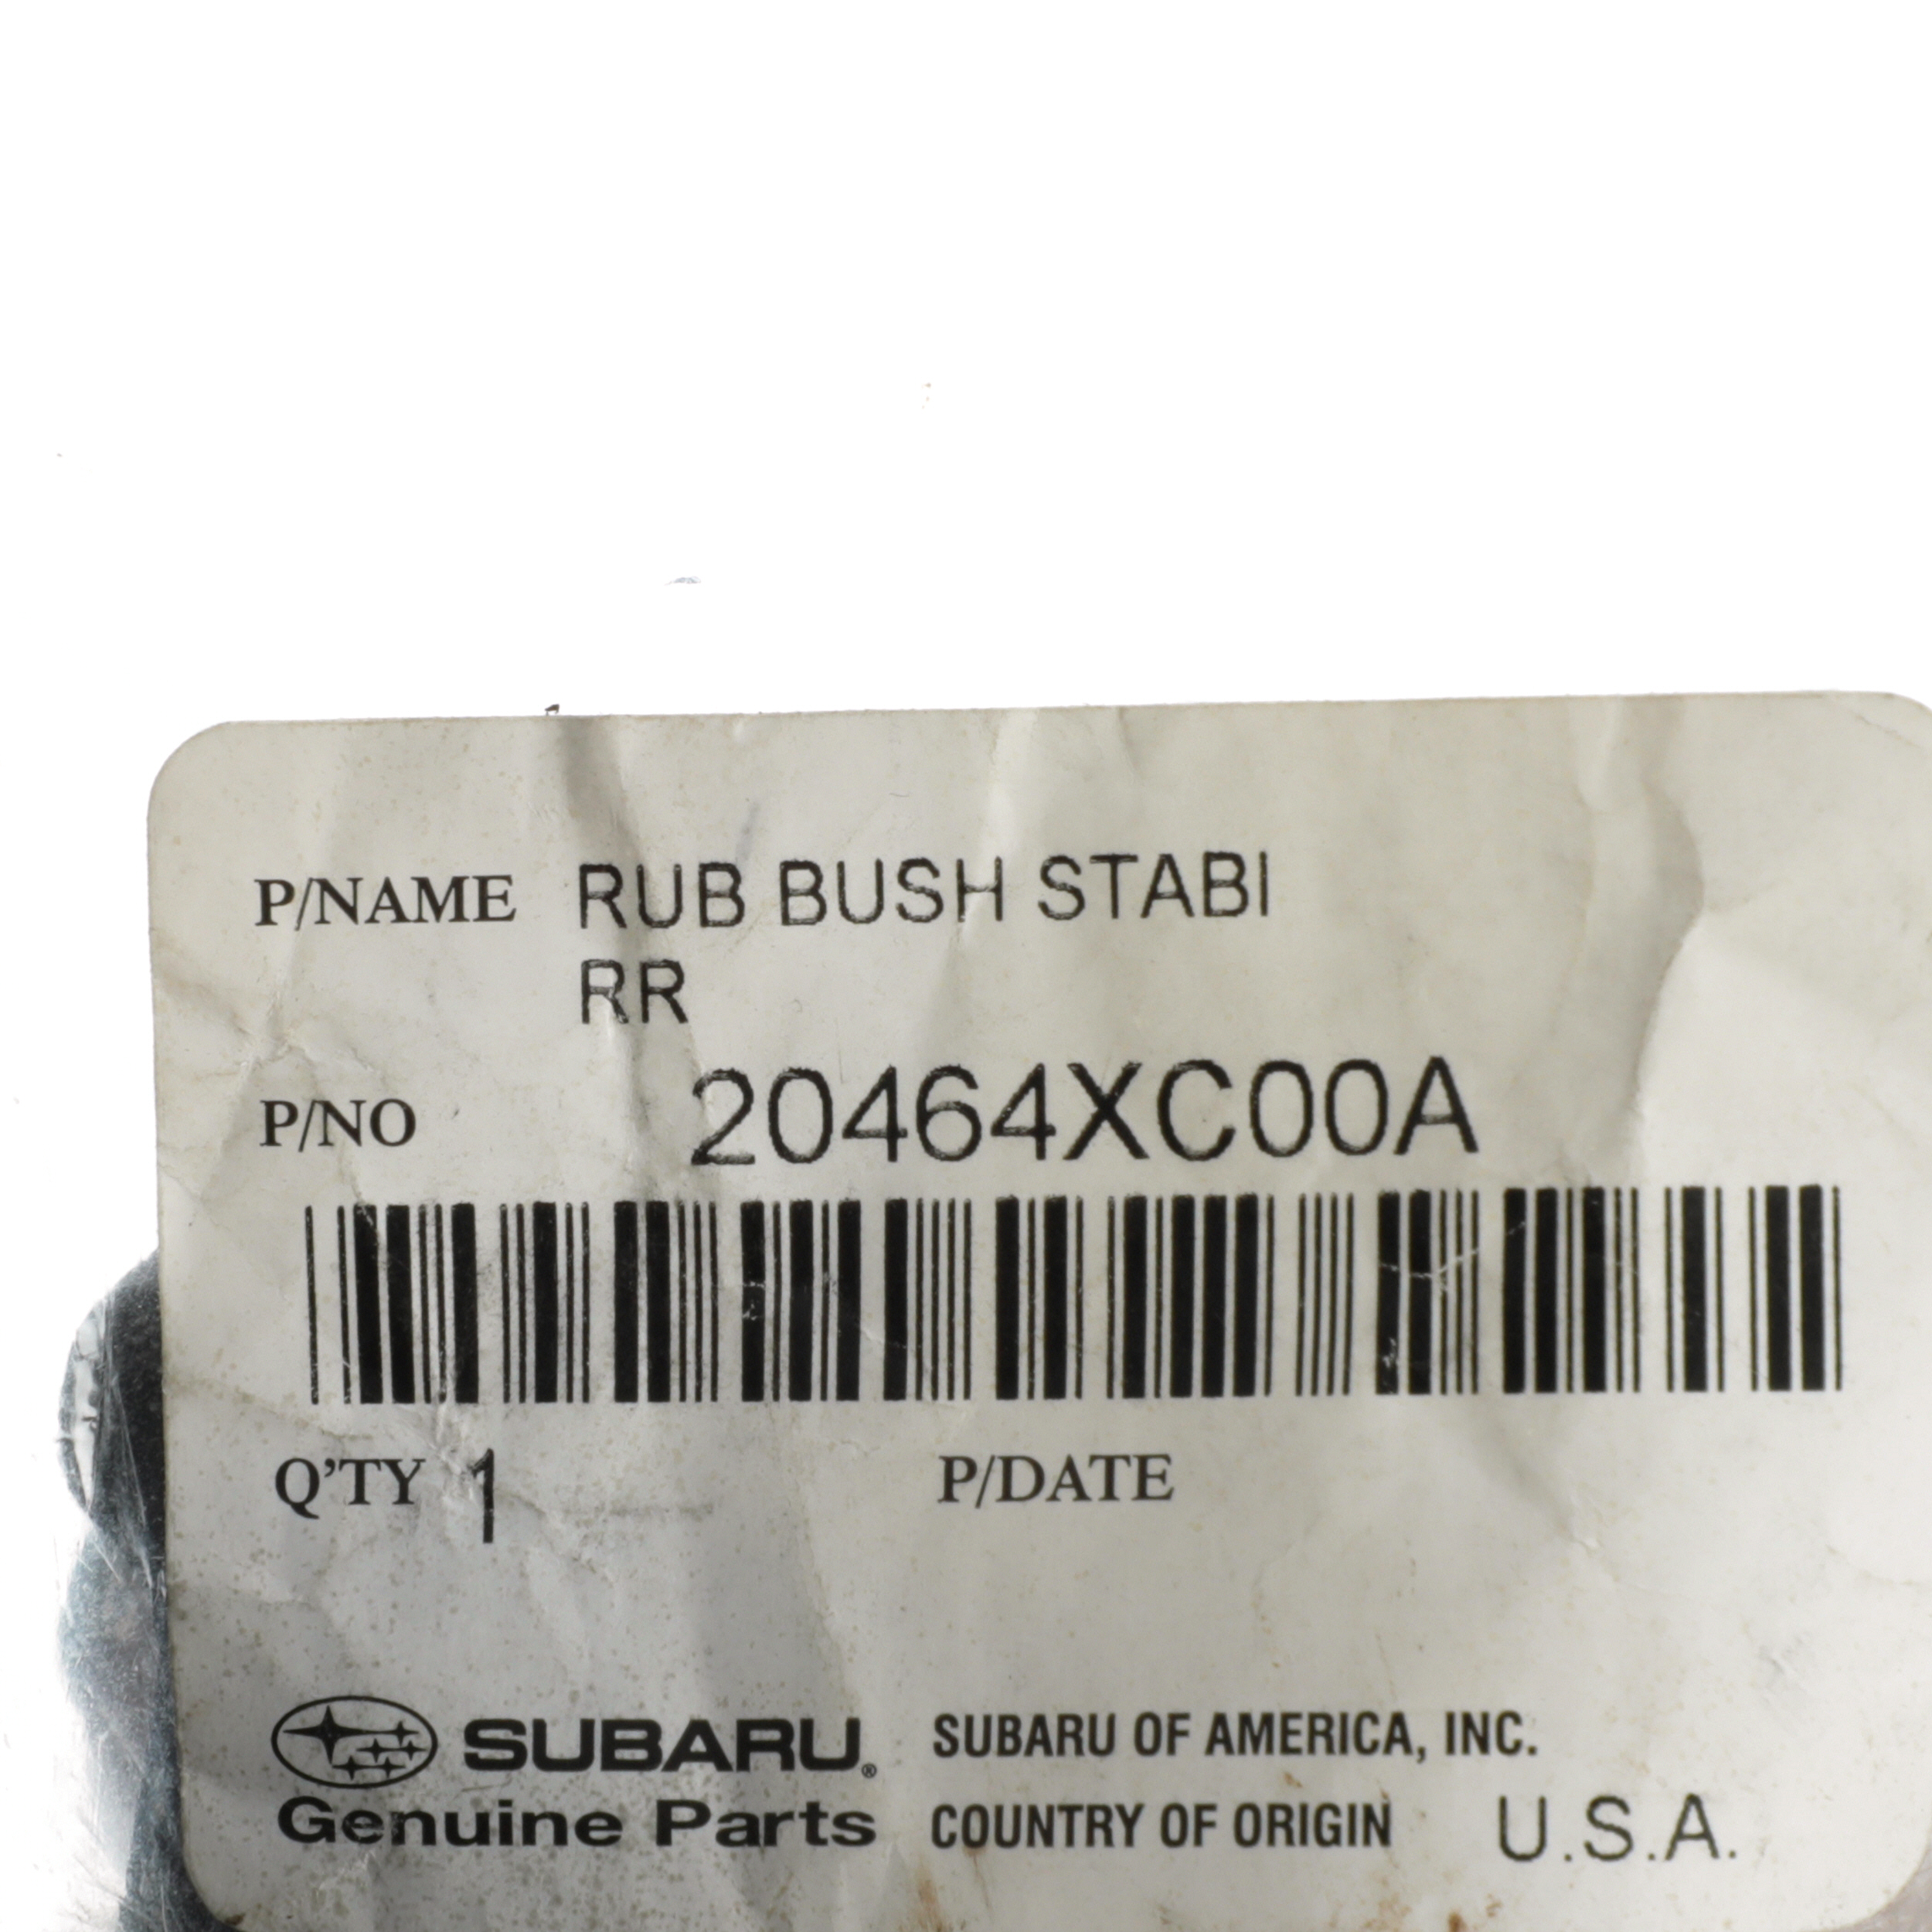 P/NAME RUB BUSH STABI
RR
P/NO 20464XC00A
Q'TY 1 P/DATE
SUBARU® SUBARU OF AMERICA, INC.
Genuine Parts COUNTRY OF ORIGIN U.S.A.